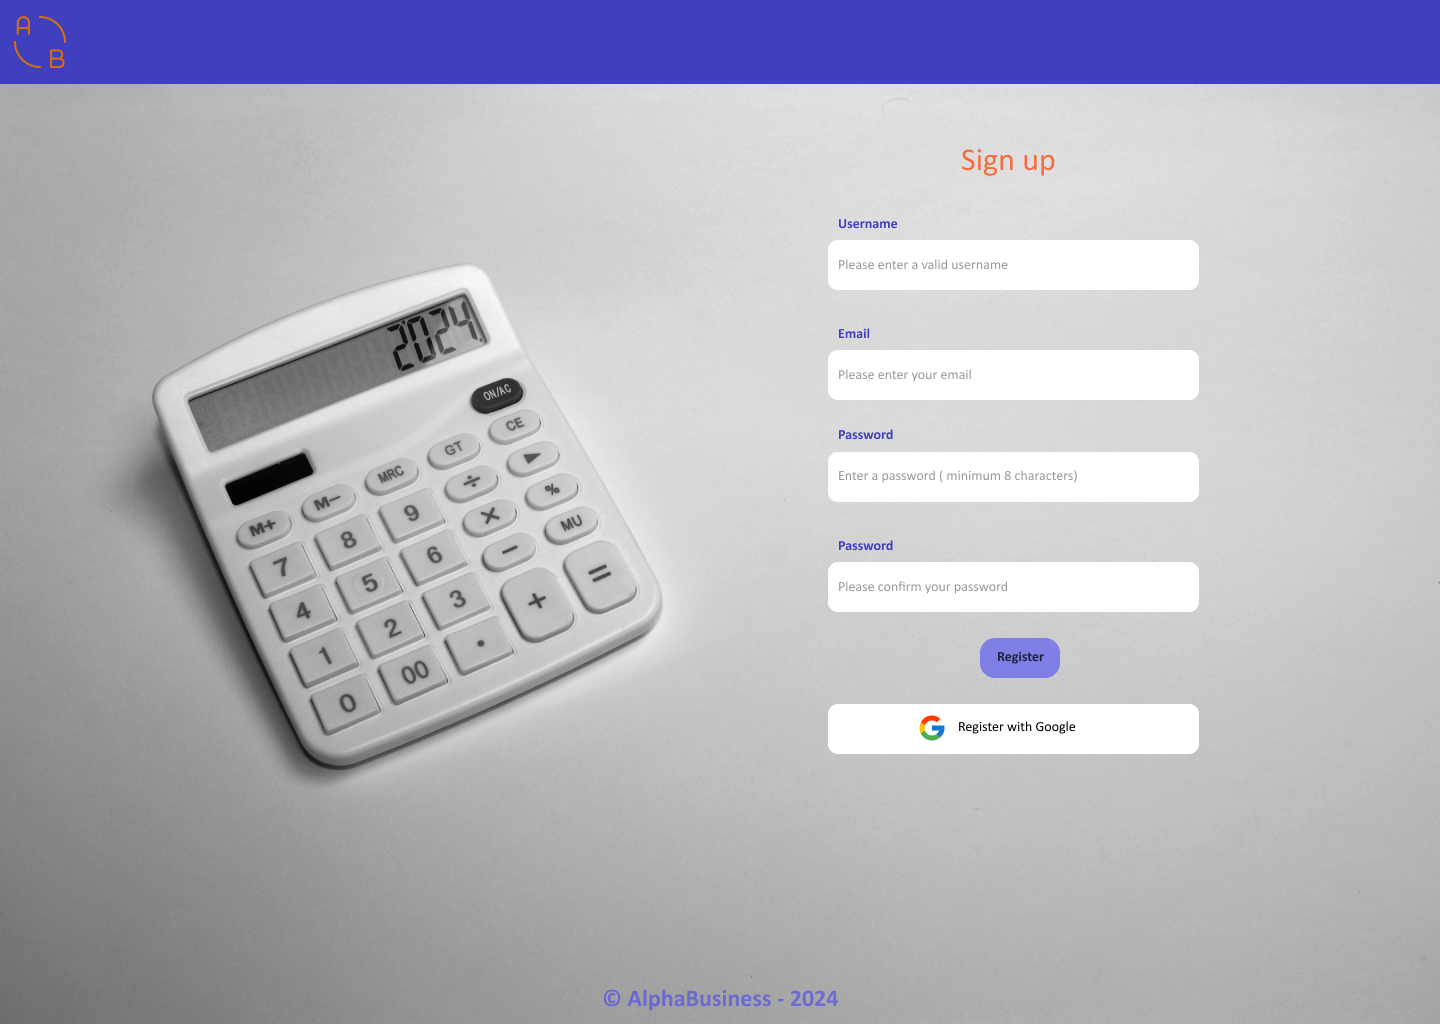 A
B
Sign up
Username
Please enter a valid username
Email
Please enter your email
Password
Enter a password ( minimum 8 characters)
Password
Please confirm your password
Register
Register with Google
2024
ON/AC
CE
GT
MRC
M−
M+
►
÷
9
8
7
%
×
6
5
4
MU
−
3
2
1
=
+
.
00
0
© AlphaBusiness - 2024